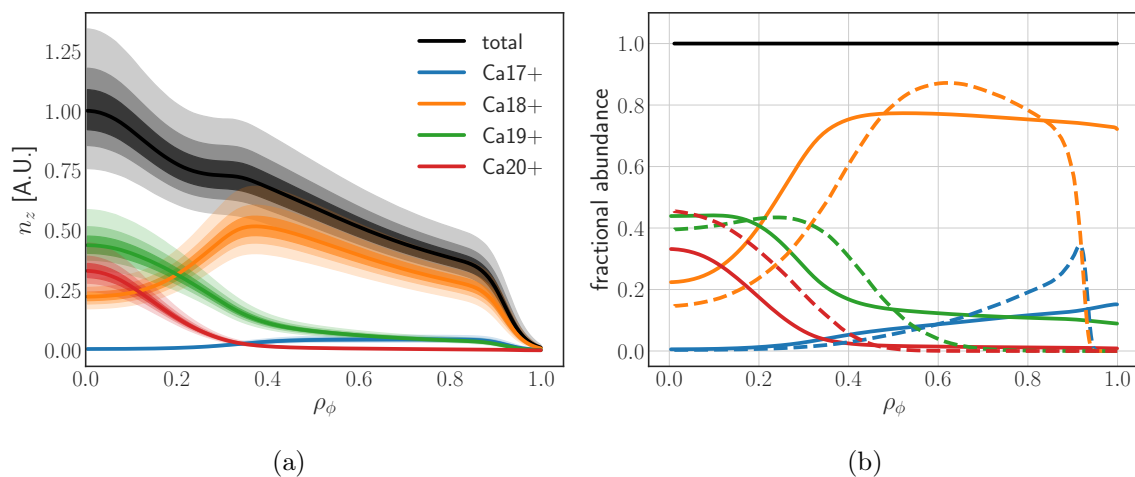 1.25
1.00
0.75
0.50
0.25
0.00
n_z [A.U.]
0.0 0.2 0.4 0.6 0.8 1.0
ρ_ϕ
total
Ca17+
Ca18+
Ca19+
Ca20+
(a)
1.0
0.8
0.6
0.4
0.2
0.0
fractional abundance
0.0 0.2 0.4 0.6 0.8 1.0
ρ_ϕ
(b)